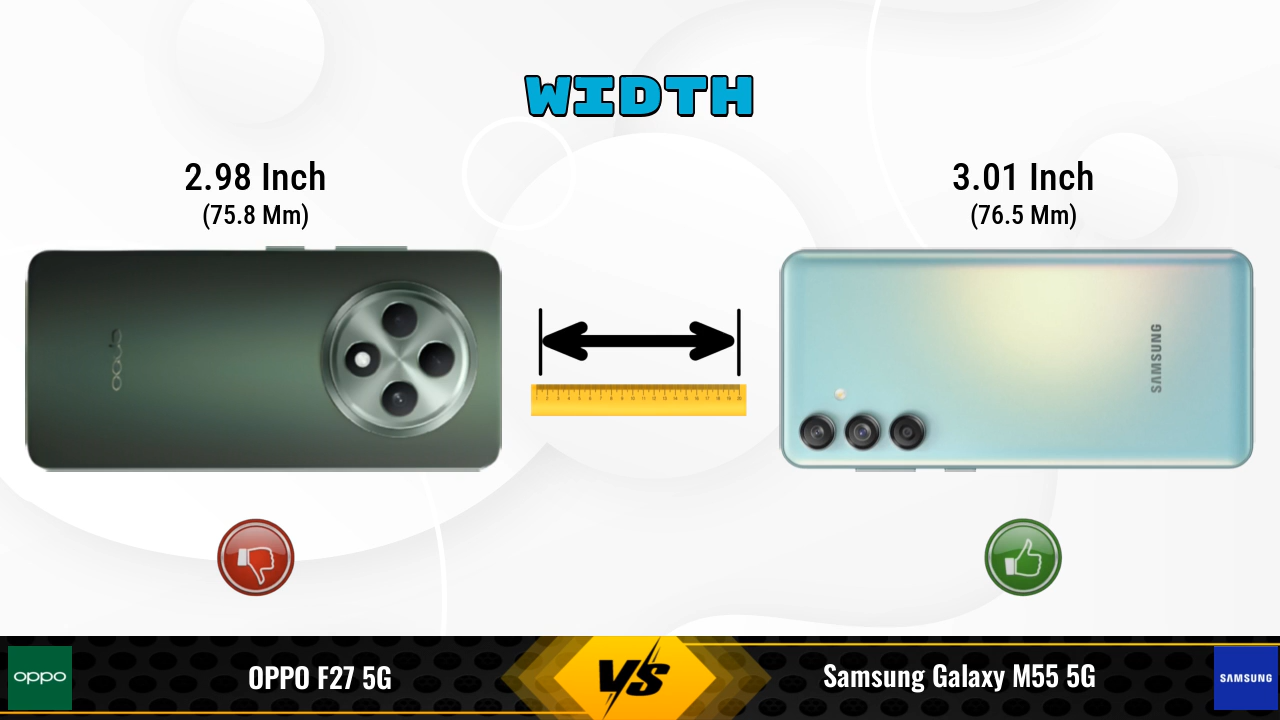 WIDTH
2.98 Inch
(75.8 Mm)
3.01 Inch
(76.5 Mm)
oppo
SAMSUNG
OPPO F27 5G
VS
Samsung Galaxy M55 5G
oppo
SAMSUNG